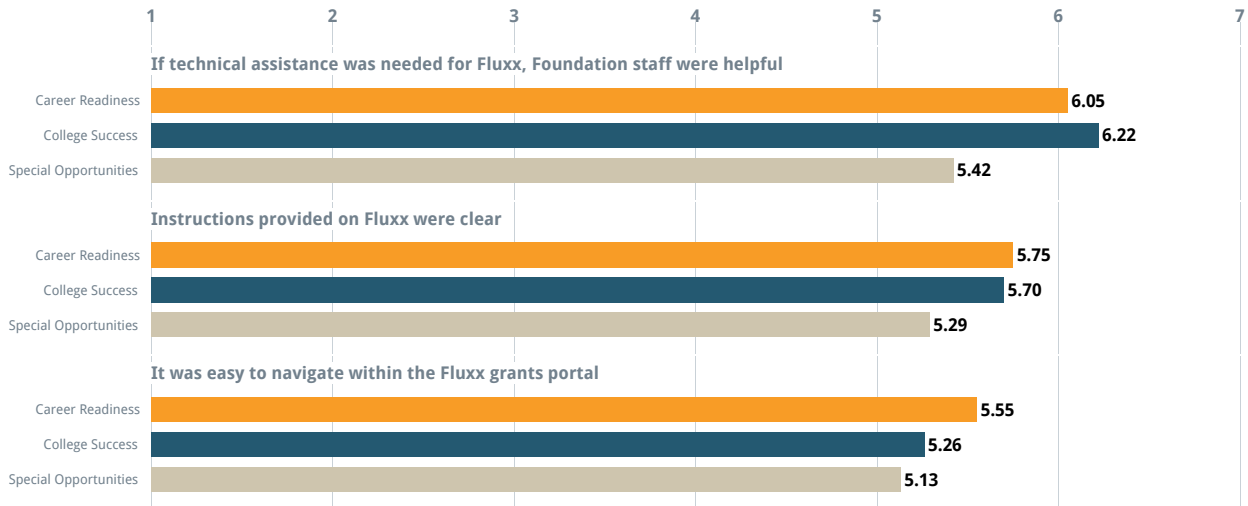 1 2 3 4 5 6 7
If technical assistance was needed for Fluxx, Foundation staff were helpful
Career Readiness 6.05
College Success 6.22
Special Opportunities 5.42
Instructions provided on Fluxx were clear
Career Readiness 5.75
College Success 5.70
Special Opportunities 5.29
It was easy to navigate within the Fluxx grants portal
Career Readiness 5.55
College Success 5.26
Special Opportunities 5.13